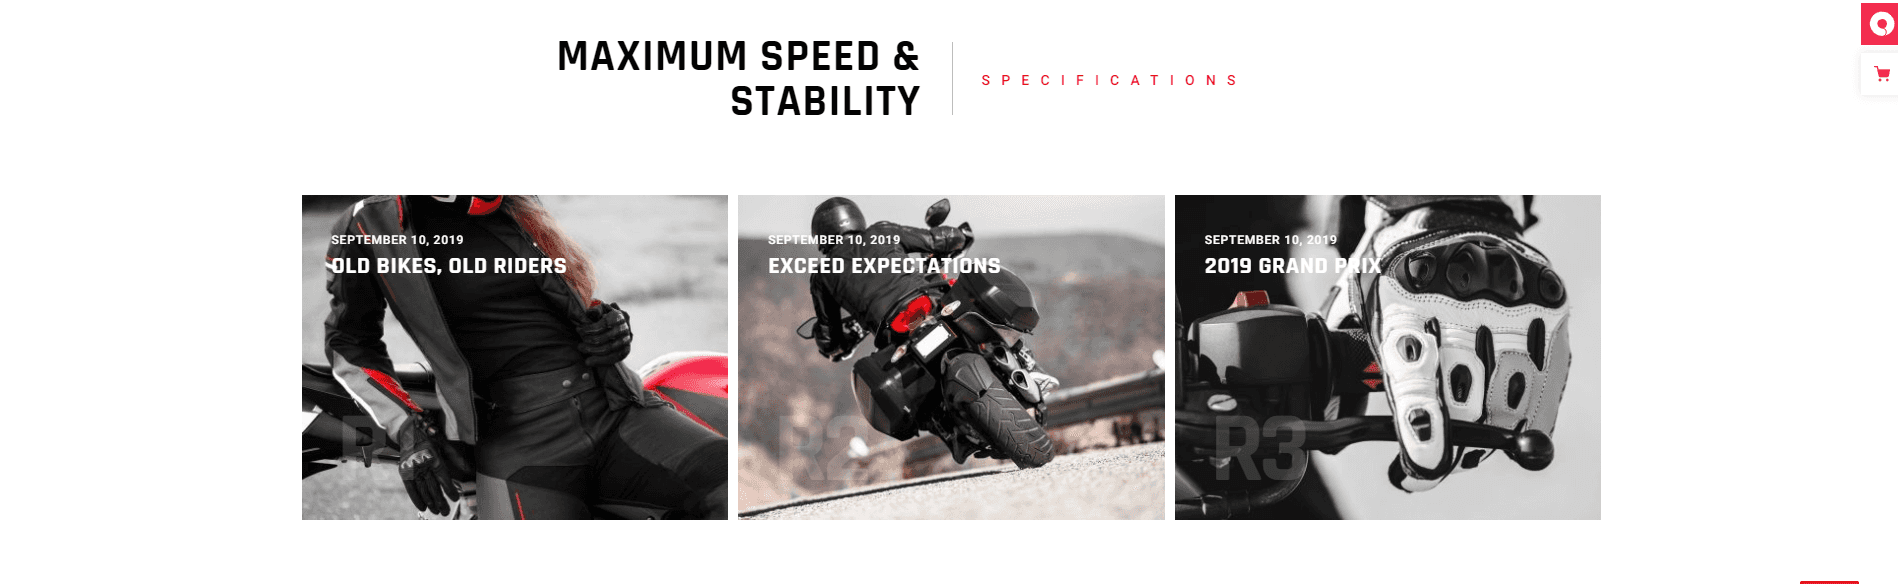 MAXIMUM SPEED &
STABILITY
SPECIFICATIONS
SEPTEMBER 10, 2019
OLD BIKES, OLD RIDERS
R1
SEPTEMBER 10, 2019
EXCEED EXPECTATIONS
R2
SEPTEMBER 10, 2019
2019 GRAND PRIX
R3